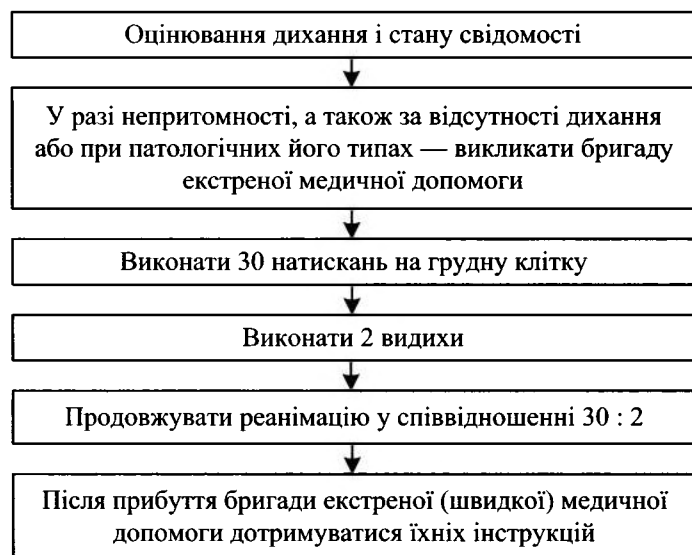 Оцінювання дихання і стану свідомості
У разі непритомності, а також за відсутності дихання
або при патологічних його типах — викликати бригаду
екстреної медичної допомоги
Виконати 30 натискань на грудну клітку
Виконати 2 видихи
Продовжувати реанімацію у співвідношенні 30 : 2
Після прибуття бригади екстреної (швидкої) медичної
допомоги дотримуватися їхніх інструкцій